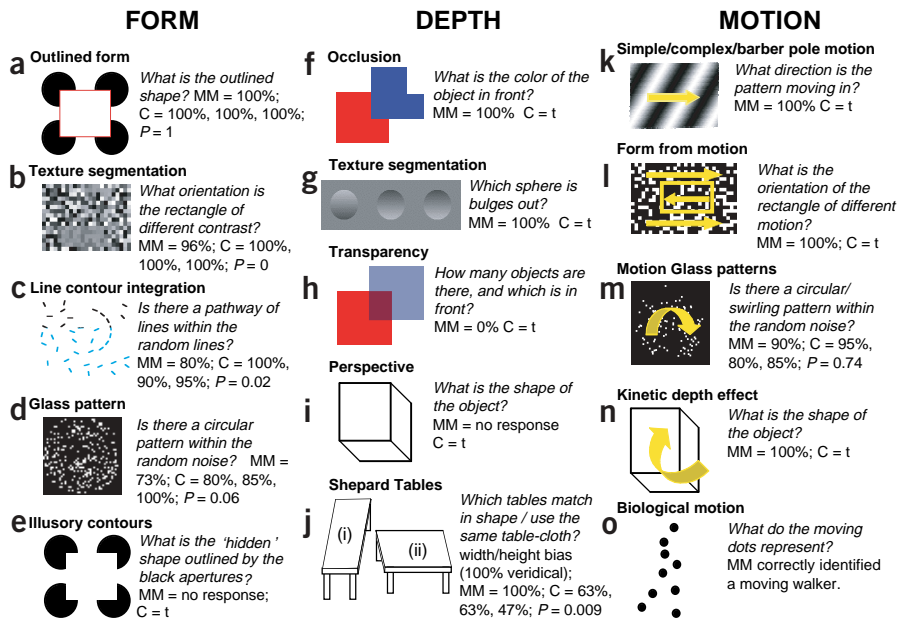 FORM
a Outlined form
What is the outlined
shape? MM = 100%;
C = 100%, 100%, 100%;
P = 1
b Texture segmentation
What orientation is
the rectangle of
different contrast?
MM = 96%; C = 100%,
100%, 100%; P = 0
c Line contour integration
Is there a pathway of
lines within the
random lines?
MM = 80%; C = 100%,
90%, 95%; P = 0.02
d Glass pattern
Is there a circular
pattern within the
random noise? MM =
73%; C = 80%, 85%,
100%; P = 0.06
e Illusory contours
What is the 'hidden'
shape outlined by the
black apertures?
MM = no response;
C = t
DEPTH
f Occlusion
What is the color of the
object in front?
MM = 100% C = t
Texture segmentation
g Which sphere is
bulges out?
MM = 100% C = t
Transparency
h How many objects are
there, and which is in
front?
MM = 0% C = t
Perspective
i What is the shape of
the object?
MM = no response
C = t
Shepard Tables
j (i) (ii)
Which tables match
in shape / use the
same table-cloth?
width/height bias
(100% veridical);
MM = 100%; C = 63%,
63%, 47%; P = 0.009
MOTION
Simple/complex/barber pole motion
k What direction is the
pattern moving in?
MM = 100% C = t
Form from motion
l What is the
orientation of the
rectangle of different
motion?
MM = 100%; C = t
Motion Glass patterns
m Is there a circular/
swirling pattern within
the random noise?
MM = 90%; C = 95%,
80%, 85%; P = 0.74
Kinetic depth effect
n What is the shape of
the object?
MM = 100%; C = t
Biological motion
o What do the moving
dots represent?
MM correctly identified
a moving walker.